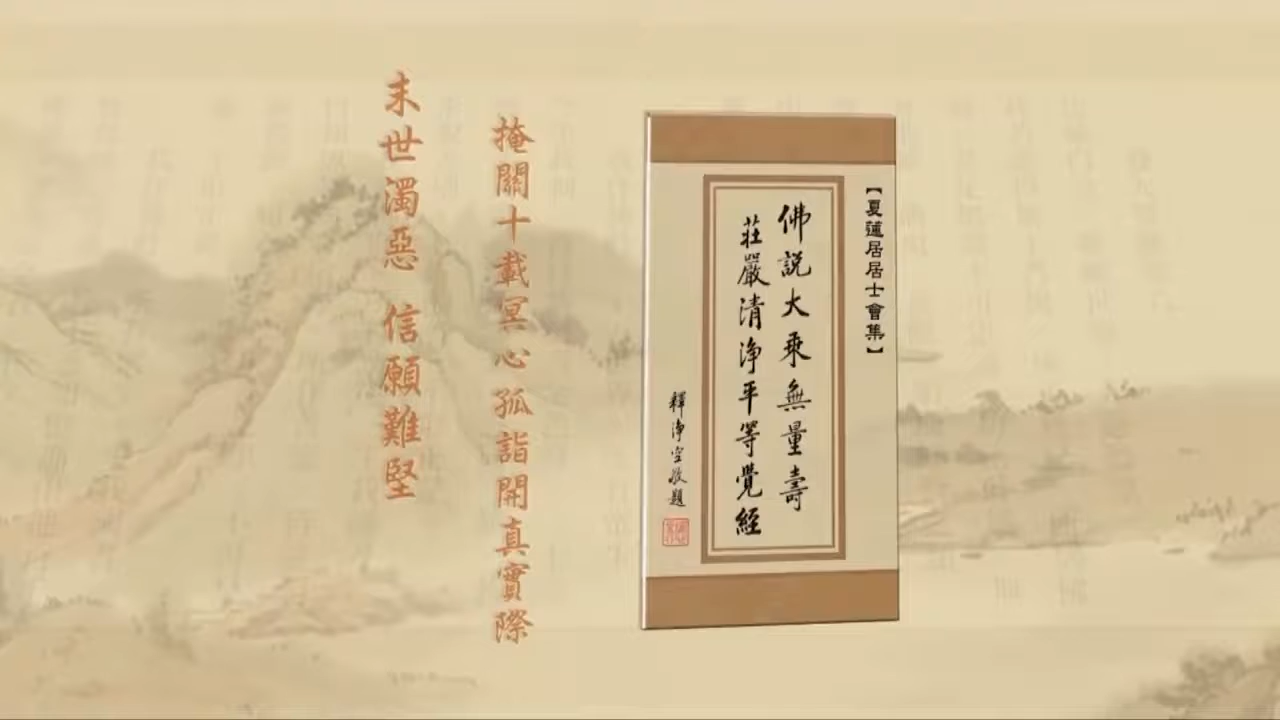 【夏蓮居居士會集】
佛説大乘無量壽
莊嚴清淨平等覺經
釋淨空敬題
掩關十載冥心孤詣開真實際
末世濁惡 信願難堅